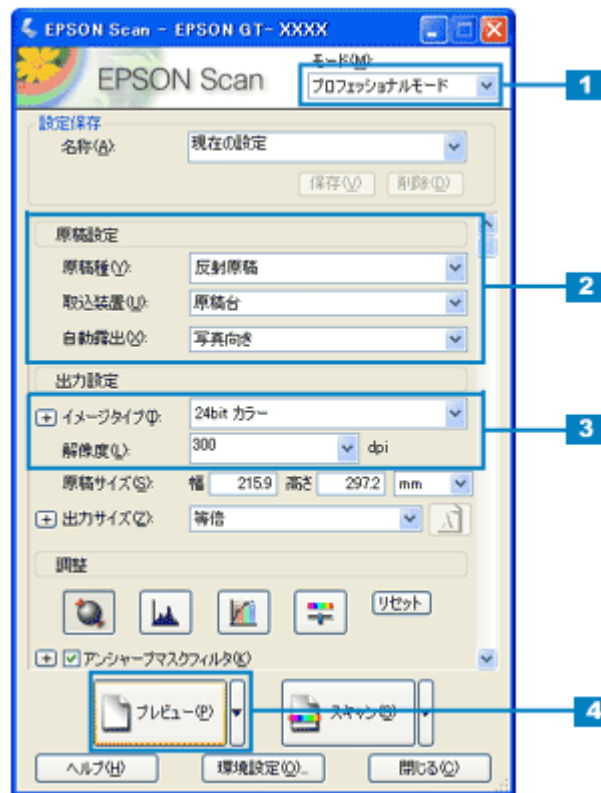 EPSON Scan - EPSON GT- XXXX
EPSON Scan
モード(M):
プロフェッショナルモード
1
設定保存
名称(A):
現在の設定
保存(V)
削除(D)
原稿設定
原稿種(Y):
反射原稿
取込装置(U):
原稿台
2
自動露出(X):
写真向き
出力設定
イメージタイプ(I):
24bit カラー
3
解像度(L):
300
dpi
原稿サイズ(S):
幅 215.9 高さ 297.2 mm
出力サイズ(Z):
等倍
調整
リセット
アンシャープマスクフィルタ(K)
プレビュー(P)
スキャン(S)
4
ヘルプ(H)
環境設定(O)...
閉じる(C)